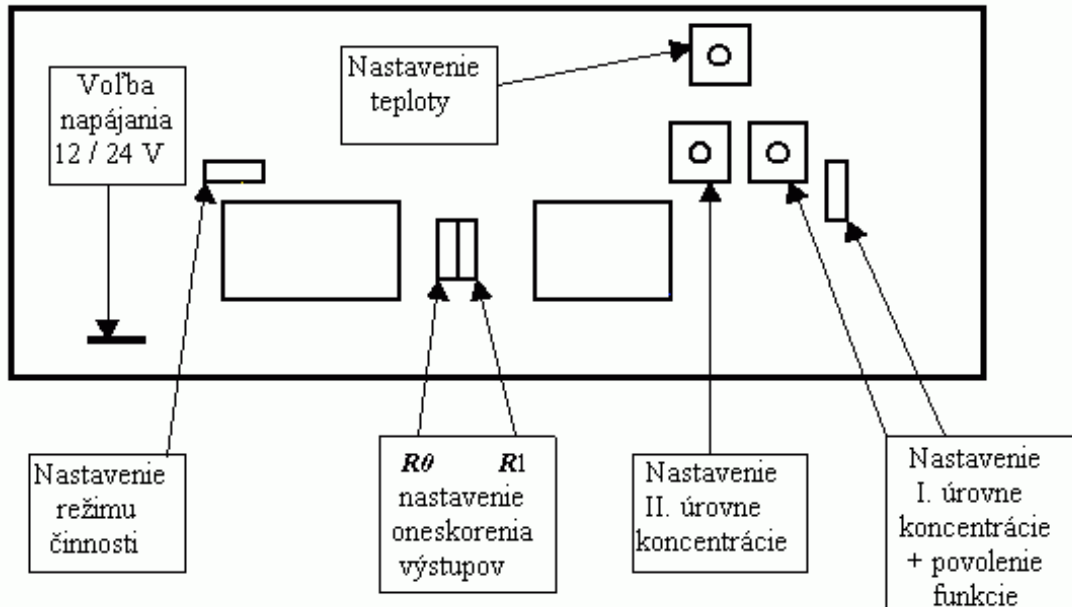 Voľba
napájania
12 / 24 V
Nastavenie
teploty
Nastavenie
režimu
činnosti
R0 R1
nastavenie
oneskorenia
výstupov
Nastavenie
II. úrovne
koncentrácie
Nastavenie
I. úrovne
koncentrácie
+ povolenie
funkcie